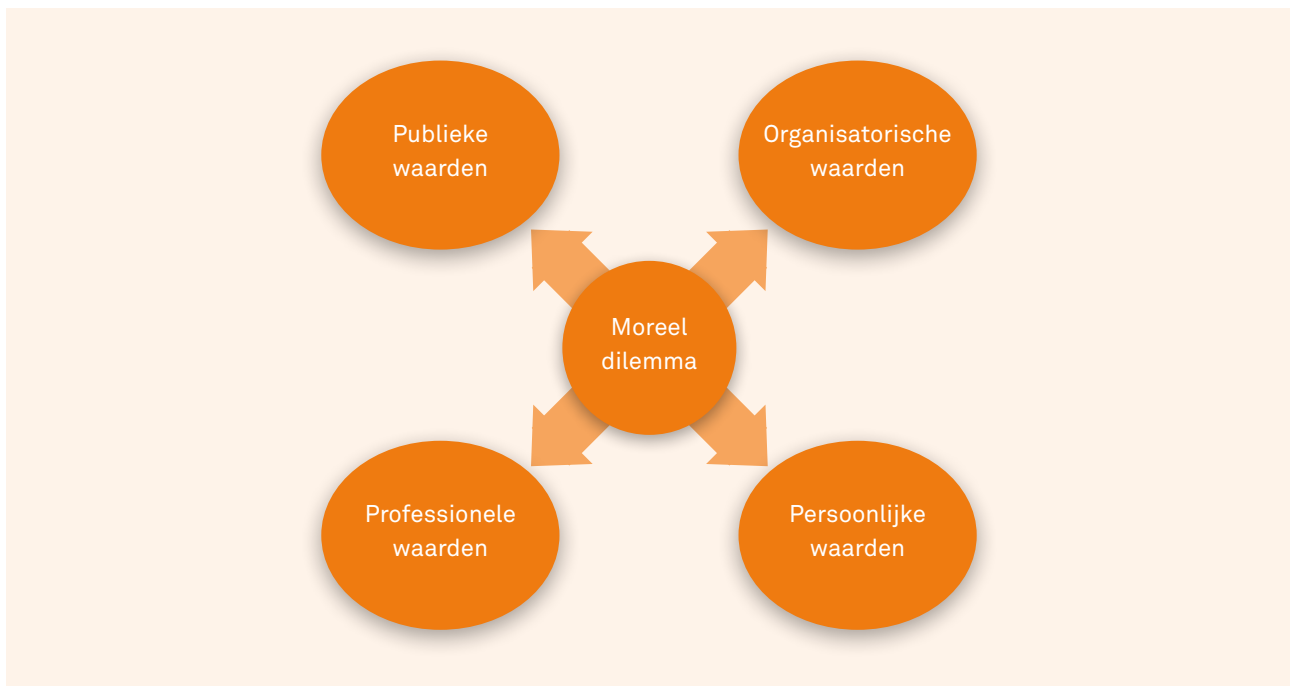 Publieke
waarden
Organisatorische
waarden
Moreel
dilemma
Professionele
waarden
Persoonlijke
waarden